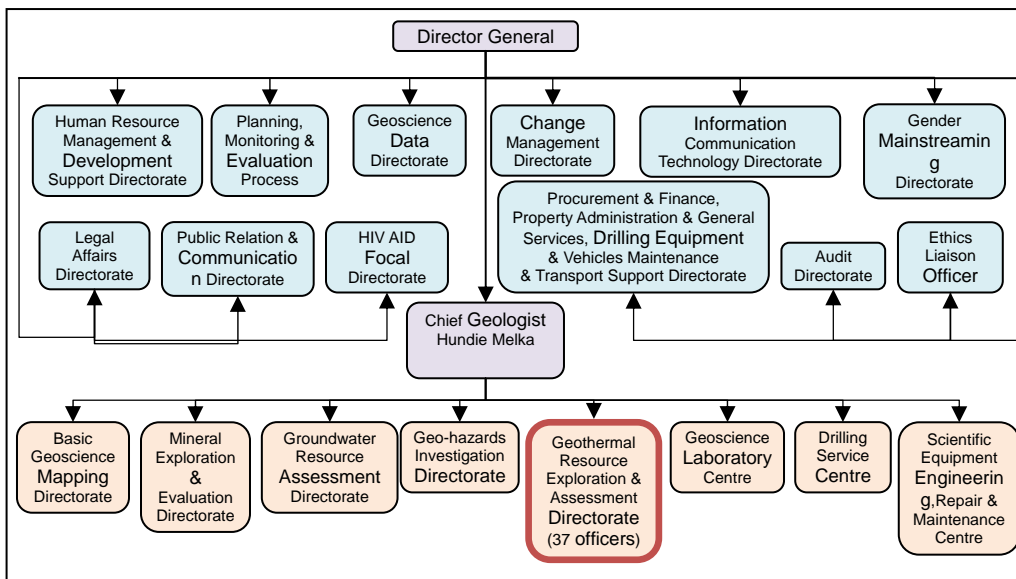 Director General
Human Resource
Management &
Development
Support Directorate
Planning,
Monitoring &
Evaluation
Process
Geoscience
Data
Directorate
Change
Management
Directorate
Information
Communication
Technology Directorate
Gender
Mainstreamin
g
Directorate
Legal
Affairs
Directorate
Public Relation &
Communicatio
n Directorate
HIV AID
Focal
Directorate
Procurement & Finance,
Property Administration & General
Services, Drilling Equipment
& Vehicles Maintenance
& Transport Support Directorate
Audit
Directorate
Ethics
Liaison
Officer
Chief Geologist
Hundie Melka
Basic
Geoscience
Mapping
Directorate
Mineral
Exploration
&
Evaluation
Directorate
Groundwater
Resource
Assessment
Directorate
Geo-hazards
Investigation
Directorate
Geothermal
Resource
Exploration &
Assessment
Directorate
(37 officers)
Geoscience
Laboratory
Centre
Drilling
Service
Centre
Scientific
Equipment
Engineerin
g,Repair &
Maintenance
Centre